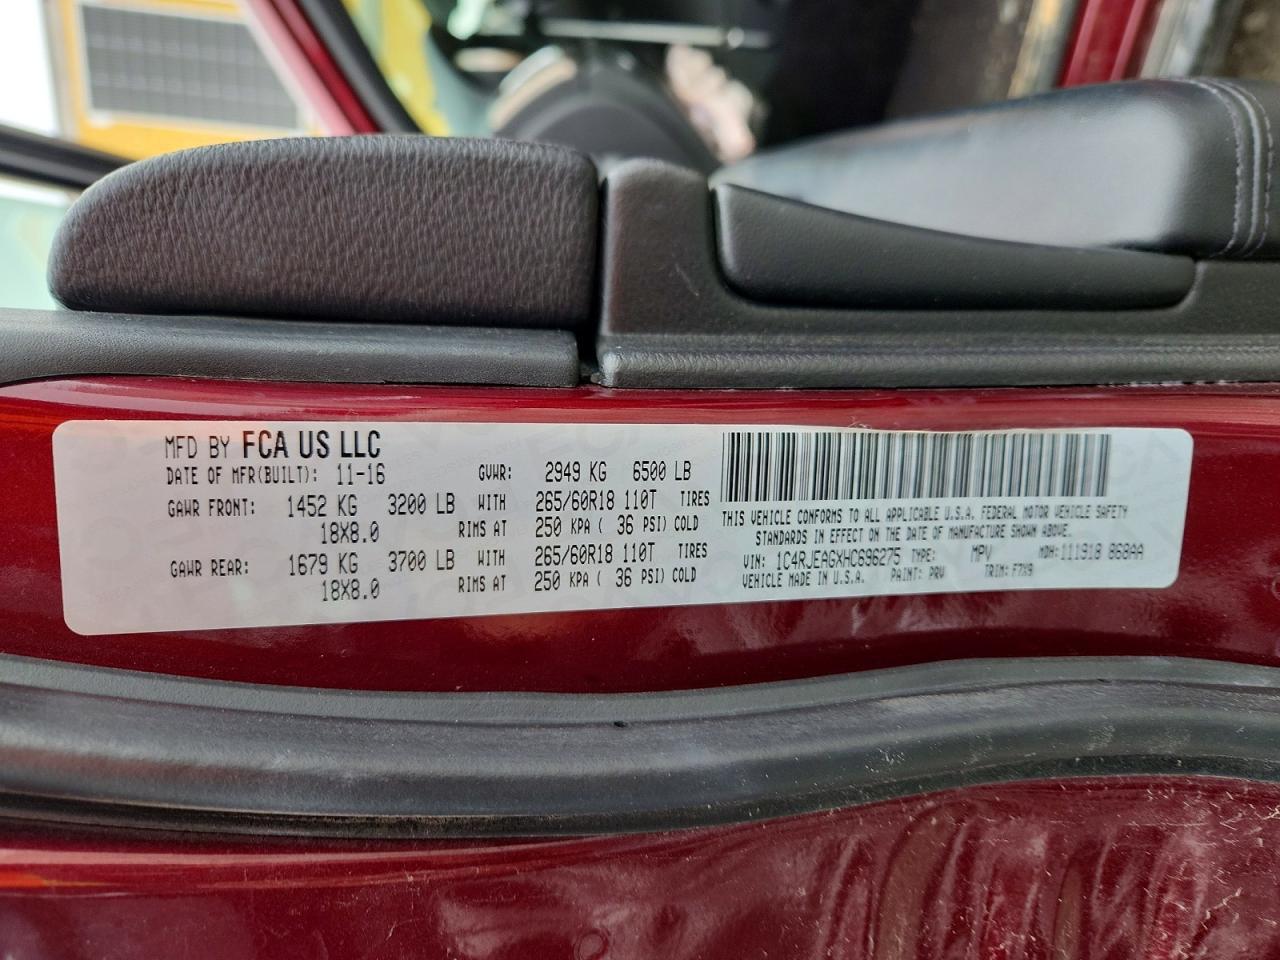 MFD BY FCA US LLC
DATE OF MFR(BUILT): 11-16 GVWR: 2949 KG 6500 LB
GAWR FRONT: 1452 KG 3200 LB WITH 265/60R18 110T TIRES
18X8.0 RIMS AT 250 KPA ( 36 PSI) COLD
GAWR REAR: 1679 KG 3700 LB WITH 265/60R18 110T TIRES
18X8.0 RIMS AT 250 KPA ( 36 PSI) COLD
THIS VEHICLE CONFORMS TO ALL APPLICABLE U.S.A. FEDERAL MOTOR VEHICLE SAFETY
STANDARDS IN EFFECT ON THE DATE OF MANUFACTURE SHOWN ABOVE.
VIN: 1C4RJEAGXHC696275 TYPE: MPV MDH: 111918 868AA
VEHICLE MADE IN U.S.A. PAINT: PRV TRIM: F7X9